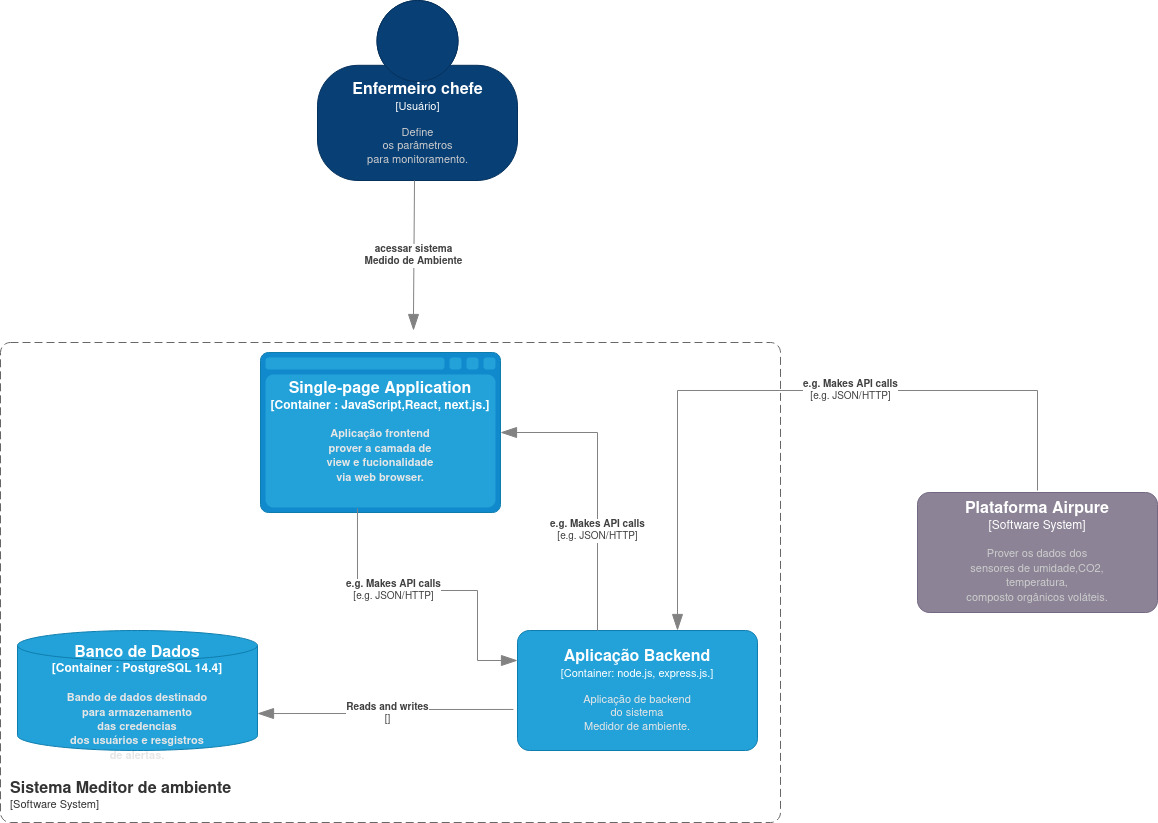 Enfermeiro chefe
[Usuário]
Define
os parâmetros
para monitoramento.
acessar sistema
Medido de Ambiente
Single-page Application
[Container : JavaScript,React, next.js.]
Aplicação frontend
prover a camada de
view e fucionalidade
via web browser.
e.g. Makes API calls
[e.g. JSON/HTTP]
Plataforma Airpure
[Software System]
Prover os dados dos
sensores de umidade,CO2,
temperatura,
composto orgânicos voláteis.
e.g. Makes API calls
[e.g. JSON/HTTP]
e.g. Makes API calls
[e.g. JSON/HTTP]
Banco de Dados
[Container : PostgreSQL 14.4]
Bando de dados destinado
para armazenamento
das credencias
dos usuários e resgistros
de alertas.
Reads and writes
[]
Aplicação Backend
[Container: node.js, express.js.]
Aplicação de backend
do sistema
Medidor de ambiente.
Sistema Meditor de ambiente
[Software System]